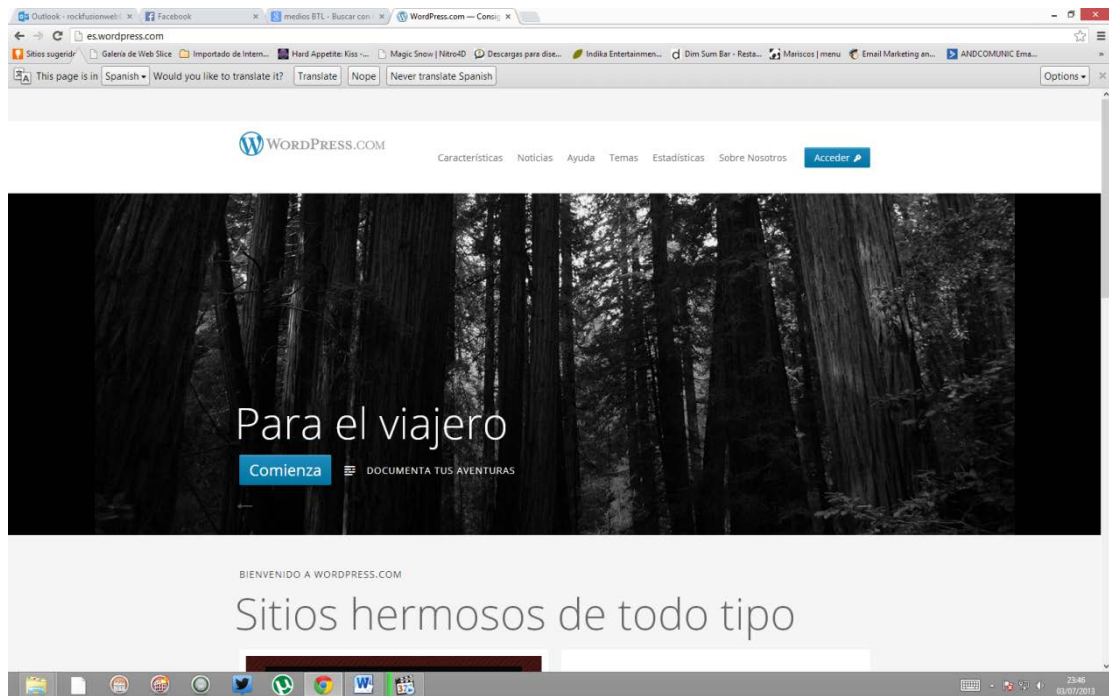 Outlook - rockfusionweb
Facebook
medios BTL - Buscar con
WordPress.com — Consig
es.wordpress.com
Sitios sugerid
Galería de Web Slice
Importado de Intern...
Hard Appetite: Kiss -...
Magic Snow | Nitro4D
Descargas para dise...
Indika Entertainmen...
Dim Sum Bar - Resta...
Mariscos | menu
Email Marketing an...
ANDCOMUNIC Ema...
»
This page is in Spanish Would you like to translate it? Translate Nope Never translate Spanish Options
WORDPRESS.COM
Características Noticias Ayuda Temas Estadísticas Sobre Nosotros Acceder
Para el viajero
Comienza DOCUMENTA TUS AVENTURAS
←
BIENVENIDO A WORDPRESS.COM
Sitios hermosos de todo tipo
23:46
03/07/2013